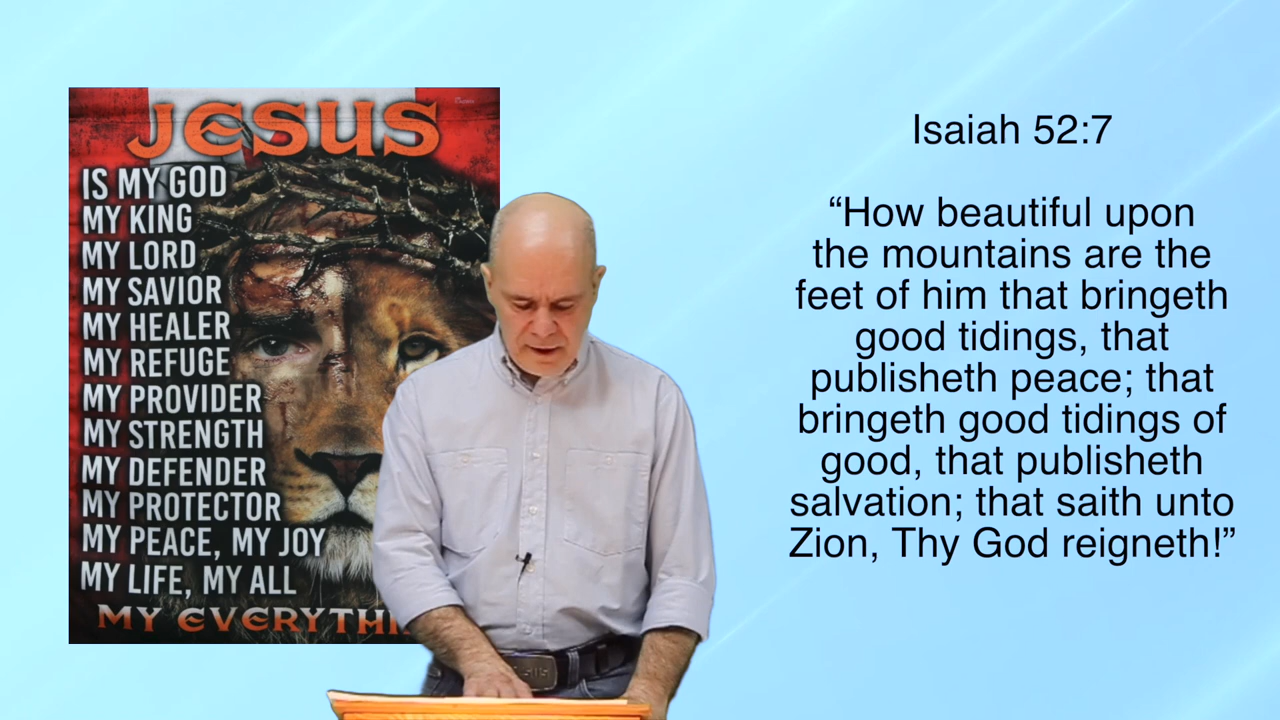 JESUS
IS MY GOD
MY KING
MY LORD
MY SAVIOR
MY HEALER
MY REFUGE
MY PROVIDER
MY STRENGTH
MY DEFENDER
MY PROTECTOR
MY PEACE, MY JOY
MY LIFE, MY ALL
MY EVERYTHI
Isaiah 52:7
“How beautiful upon
the mountains are the
feet of him that bringeth
good tidings, that
publisheth peace; that
bringeth good tidings of
good, that publisheth
salvation; that saith unto
Zion, Thy God reigneth!”